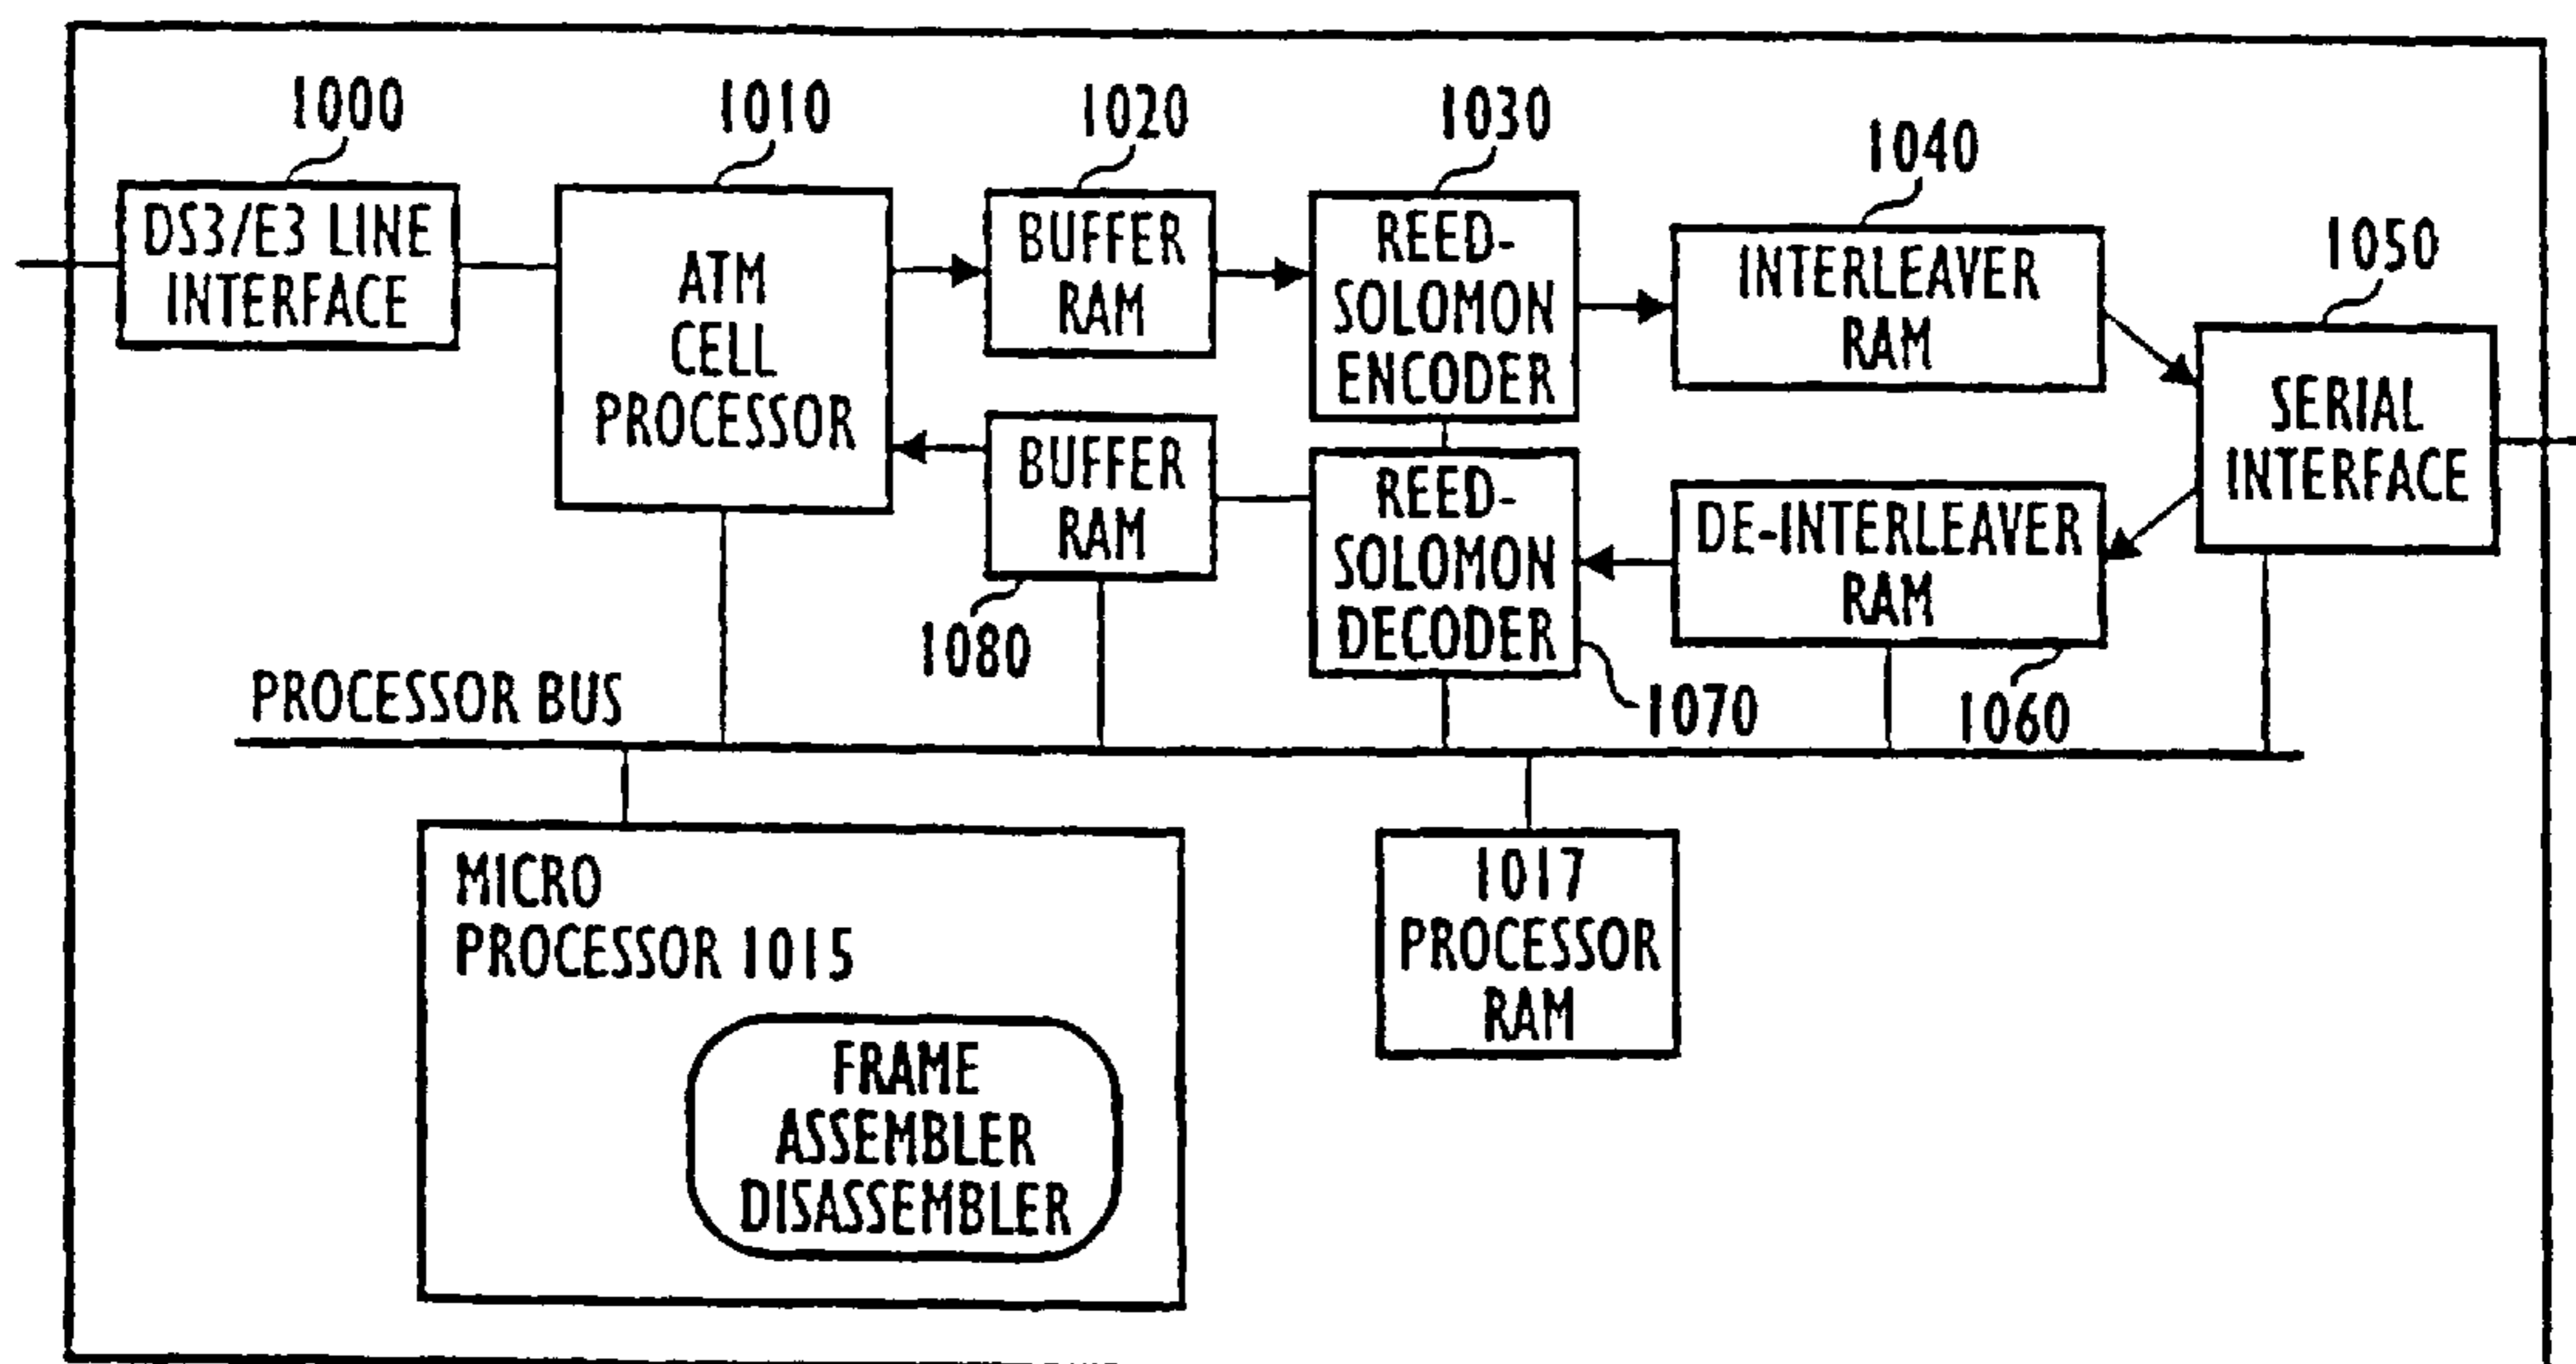 1000
1010
1020
1030
1040
1050
DS3/E3 LINE
INTERFACE
ATM
CELL
PROCESSOR
BUFFER
RAM
REED-
SOLOMON
ENCODER
INTERLEAVER
RAM
SERIAL
INTERFACE
BUFFER
RAM
1080
REED-
SOLOMON
DECODER
1070
DE-INTERLEAVER
RAM
1060
PROCESSOR BUS
MICRO
PROCESSOR 1015
FRAME
ASSEMBLER
DISASSEMBLER
1017
PROCESSOR
RAM